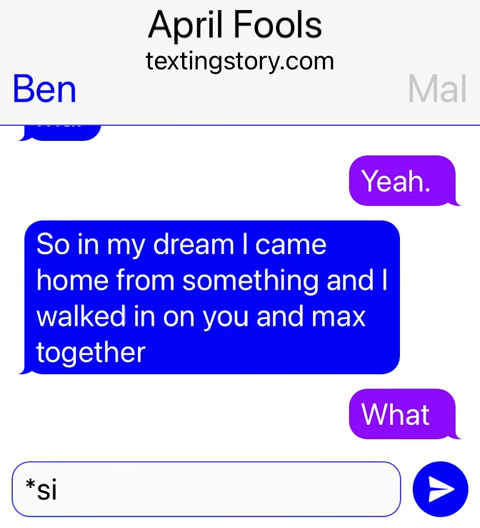 April Fools
textingstory.com
Ben
Mal
Yeah.
So in my dream I came
home from something and I
walked in on you and max
together
What
*si